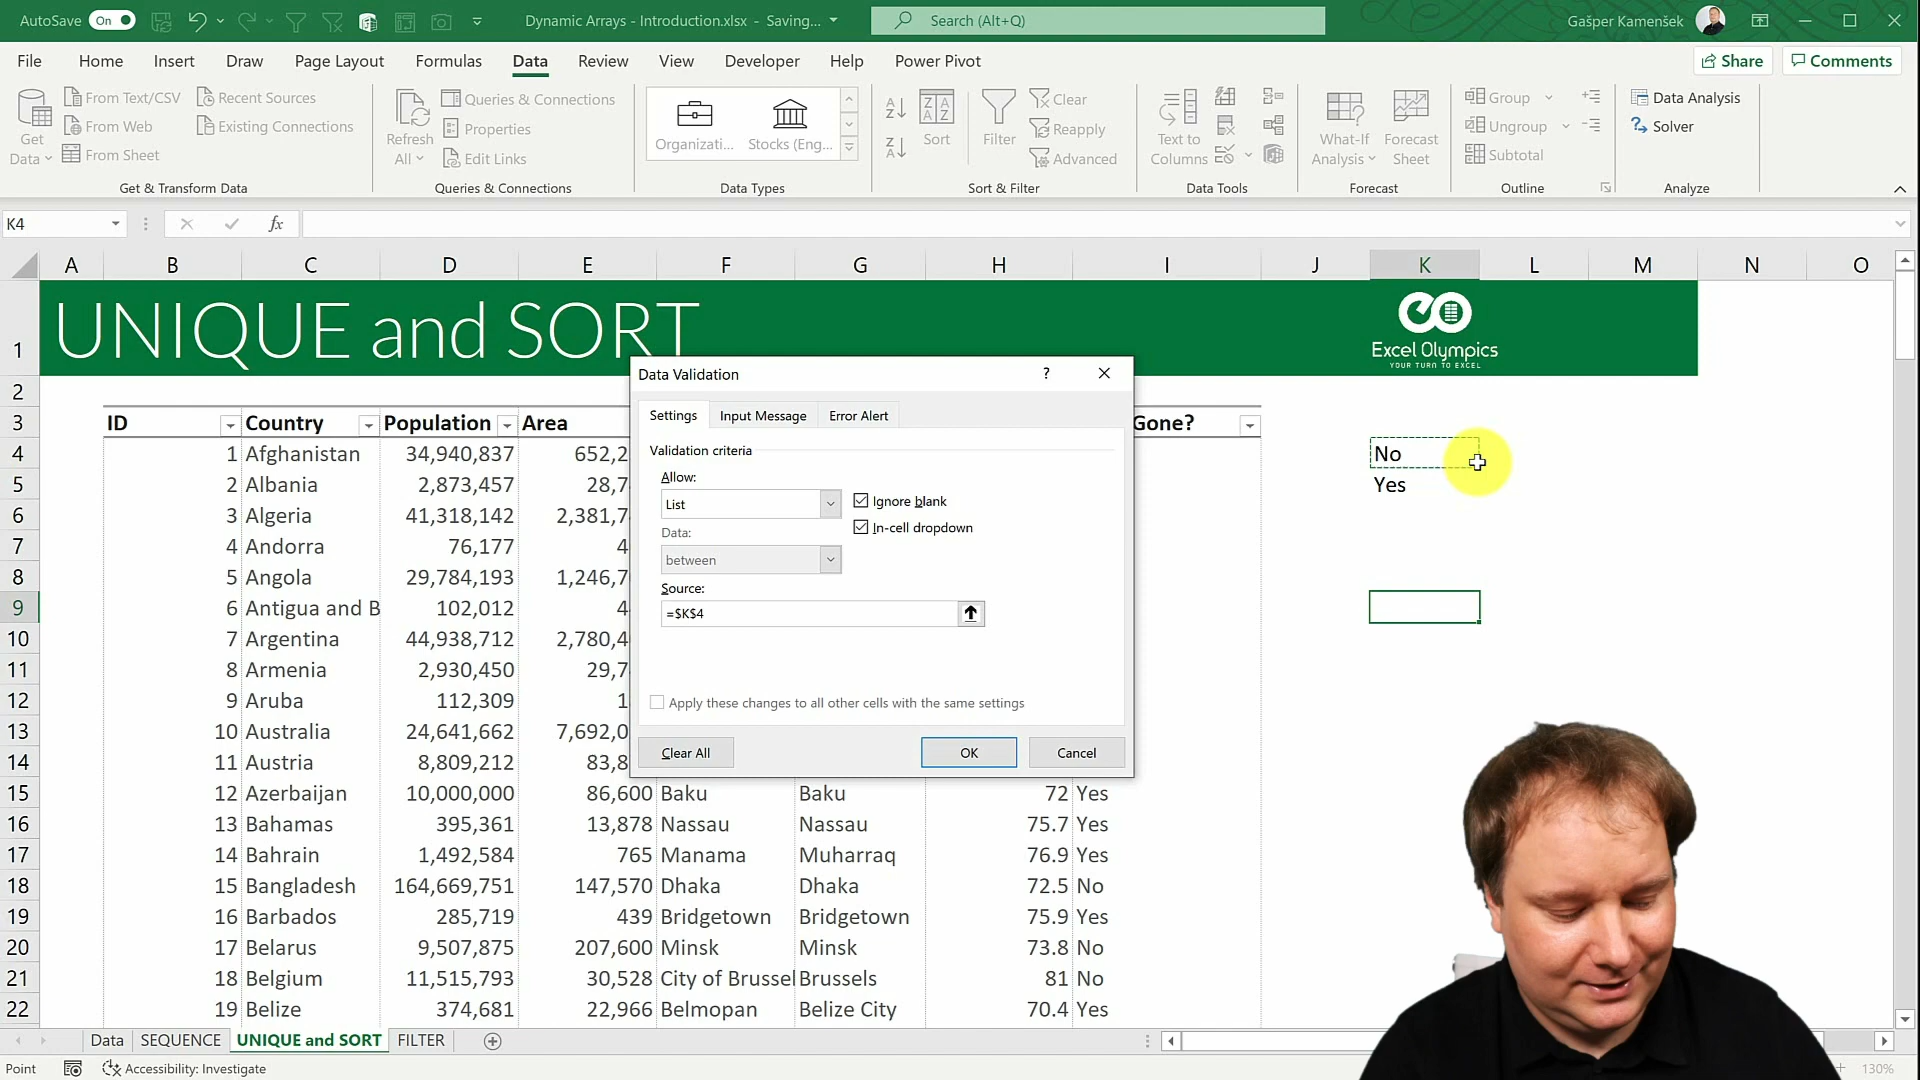 AutoSave On Dynamic Arrays - Introduction.xlsx - Saving... Search (Alt+Q) Gašper Kamenšek
File Home Insert Draw Page Layout Formulas Data Review View Developer Help Power Pivot Share Comments
Get Data
From Text/CSV
From Web
From Sheet
Recent Sources
Existing Connections
Get & Transform Data
Refresh All
Queries & Connections
Properties
Edit Links
Queries & Connections
Organizati... Stocks (Eng...
Data Types
Sort
Filter
Clear
Reapply
Advanced
Sort & Filter
Text to Columns
Data Tools
What-If Analysis
Forecast Sheet
Forecast
Group
Ungroup
Subtotal
Outline
Data Analysis
Solver
Analyze
K4 fx
A B C D E F G H I J K L M N O
1 UNIQUE and SORT
Excel Olympics
YOUR TURN TO EXCEL
2
3 ID Country Population Area Gone?
4 1 Afghanistan 34,940,837 652,2 No
5 2 Albania 2,873,457 28,7 Yes
6 3 Algeria 41,318,142 2,381,7
7 4 Andorra 76,177 4
8 5 Angola 29,784,193 1,246,7
9 6 Antigua and B 102,012 4
10 7 Argentina 44,938,712 2,780,4
11 8 Armenia 2,930,450 29,7
12 9 Aruba 112,309 1
13 10 Australia 24,641,662 7,692,0
14 11 Austria 8,809,212 83,8
15 12 Azerbaijan 10,000,000 86,600 Baku Baku 72 Yes
16 13 Bahamas 395,361 13,878 Nassau Nassau 75.7 Yes
17 14 Bahrain 1,492,584 765 Manama Muharraq 76.9 Yes
18 15 Bangladesh 164,669,751 147,570 Dhaka Dhaka 72.5 No
19 16 Barbados 285,719 439 Bridgetown Bridgetown 75.9 Yes
20 17 Belarus 9,507,875 207,600 Minsk Minsk 73.8 No
21 18 Belgium 11,515,793 30,528 City of Brussel Brussels 81 No
22 19 Belize 374,681 22,966 Belmopan Belize City 70.4 Yes
Data Validation ?
Settings Input Message Error Alert
Validation criteria
Allow:
List
Ignore blank
In-cell dropdown
Data:
between
Source:
=$K$4
Apply these changes to all other cells with the same settings
Clear All OK Cancel
Data SEQUENCE UNIQUE and SORT FILTER
Point Accessibility: Investigate 130%